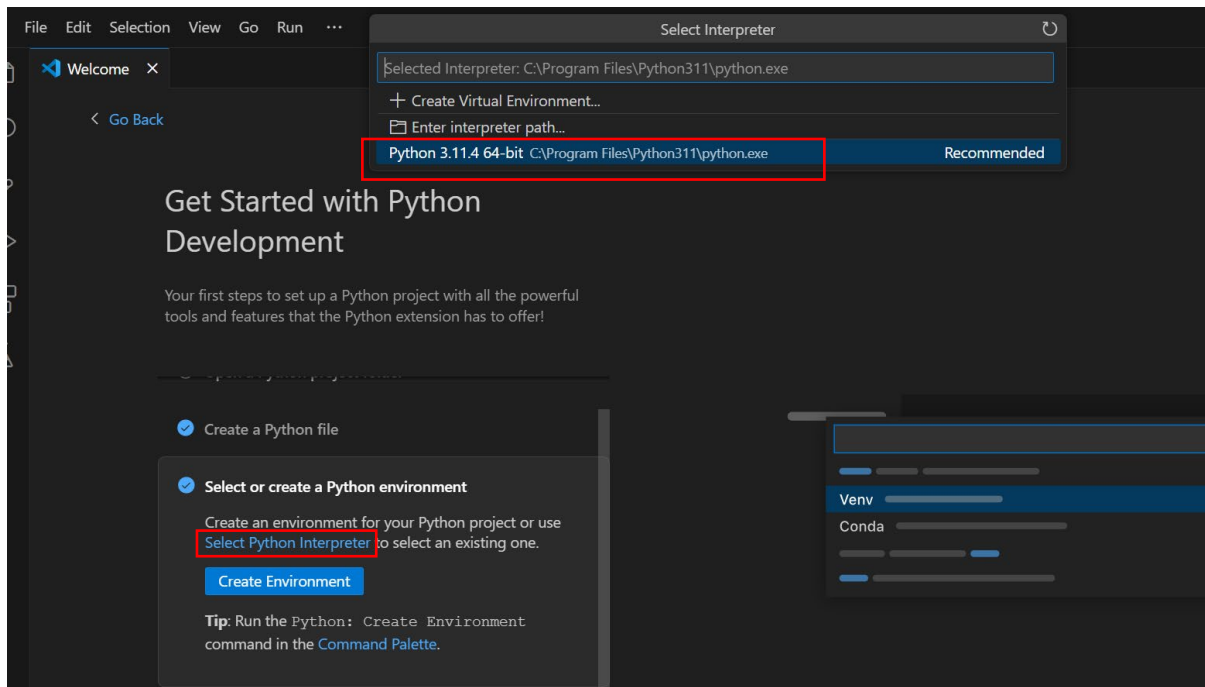 File Edit Selection View Go Run ···
Select Interpreter
Welcome
Selected Interpreter: C:\Program Files\Python311\python.exe
Create Virtual Environment...
Go Back
Enter interpreter path...
Python 3.11.4 64-bit C:\Program Files\Python311\python.exe Recommended
Get Started with Python
Development
Your first steps to set up a Python project with all the powerful
tools and features that the Python extension has to offer!
Create a Python file
Select or create a Python environment
Create an environment for your Python project or use
Select Python Interpreter to select an existing one.
Create Environment
Tip: Run the Python: Create Environment
command in the Command Palette.
Venv
Conda